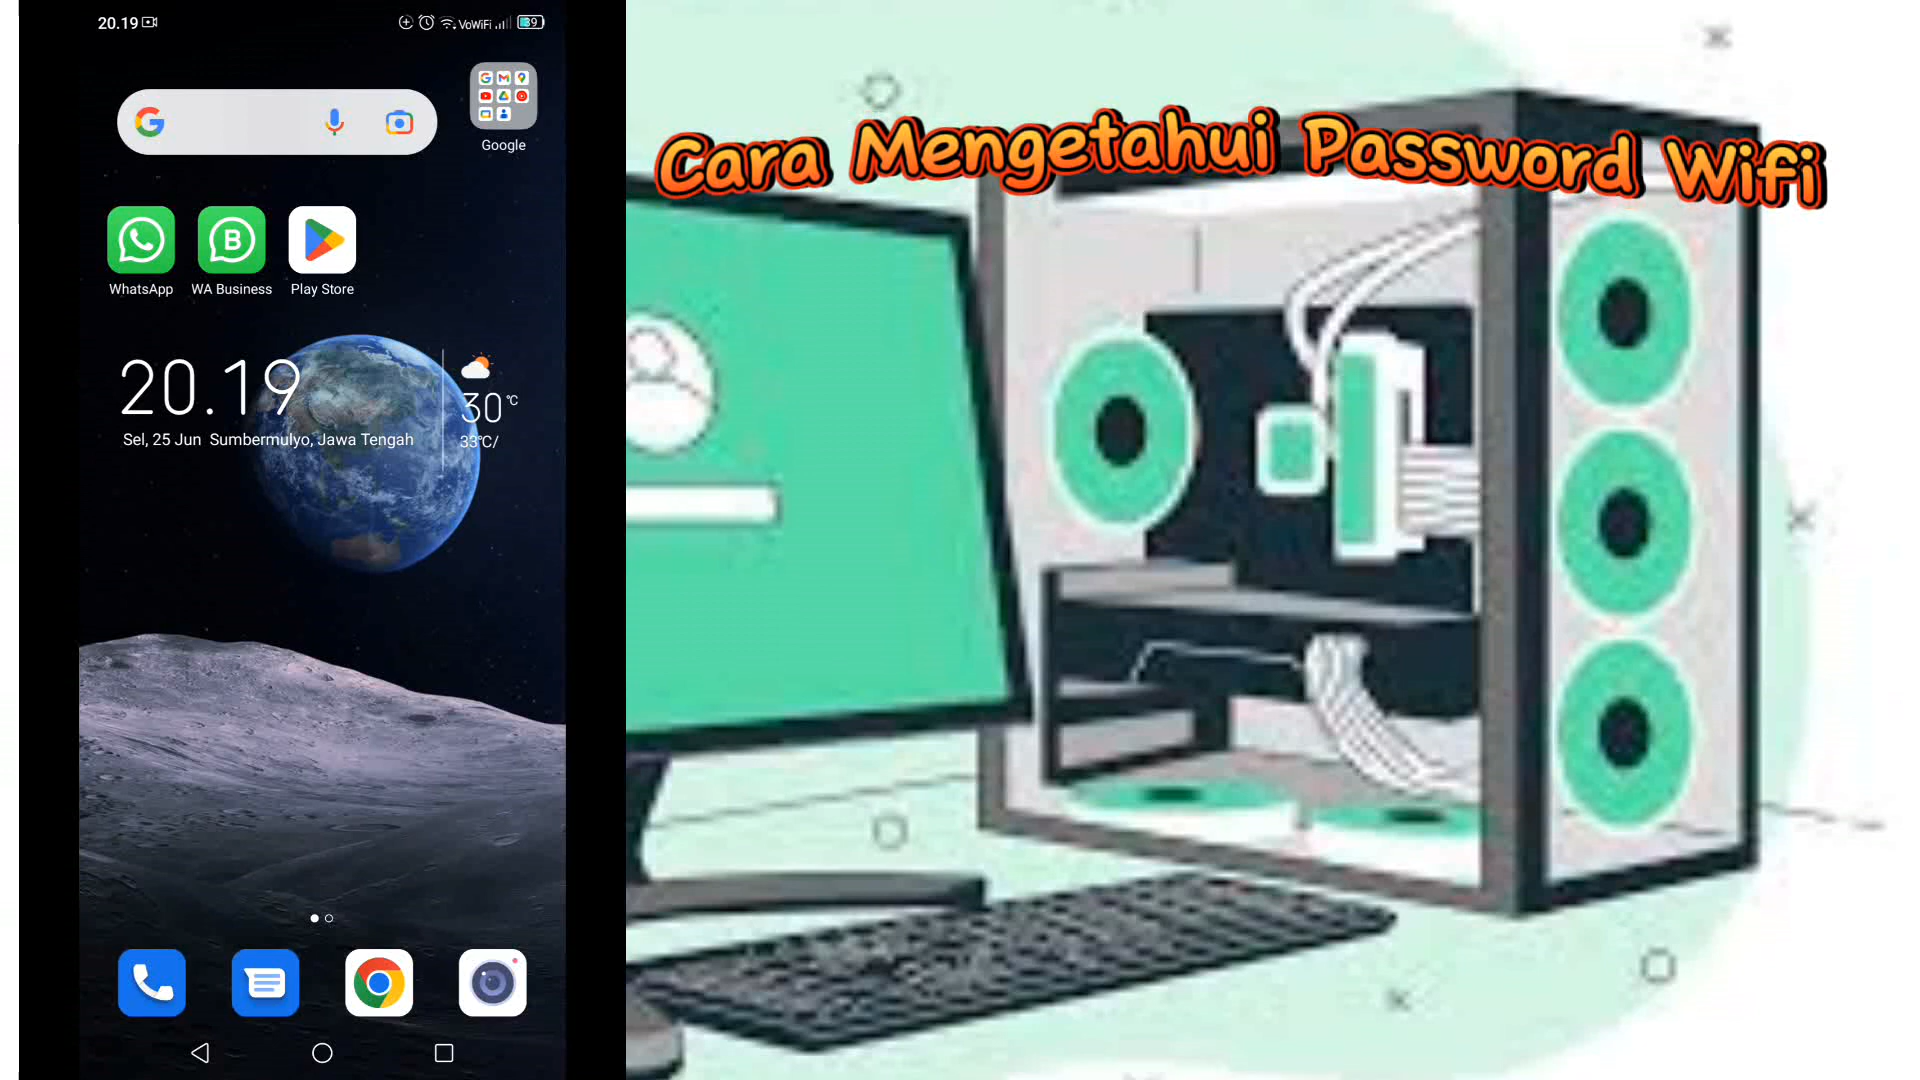 20.19
VoWiFi 39
Google
WhatsApp WA Business Play Store
20.19
30°C
Sel, 25 Jun Sumbermulyo, Jawa Tengah
33°C/
Cara Mengetahui Password Wifi